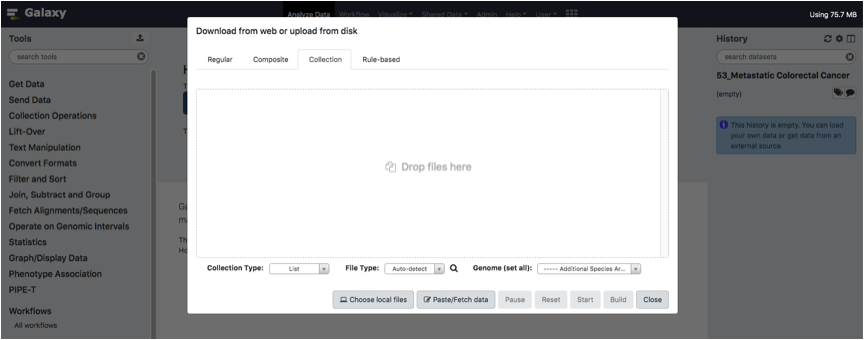 Galaxy
Analyze Data Workflow Visualize Shared Data Admin Help User
Using 75.7 MB
Tools
search tools
Get Data
Send Data
Collection Operations
Lift-Over
Text Manipulation
Convert Formats
Filter and Sort
Join, Subtract and Group
Fetch Alignments/Sequences
Operate on Genomic Intervals
Statistics
Graph/Display Data
Phenotype Association
PIPE-T
Workflows
All workflows
Download from web or upload from disk
Regular Composite Collection Rule-based
Drop files here
Collection Type: List File Type: Auto-detect Genome (set all): ----- Additional Species Ar...
Choose local files Paste/Fetch data Pause Reset Start Build Close
History
search datasets
53_Metastatic Colorectal Cancer
(empty)
This history is empty. You can load
your own data or get data from an
external source